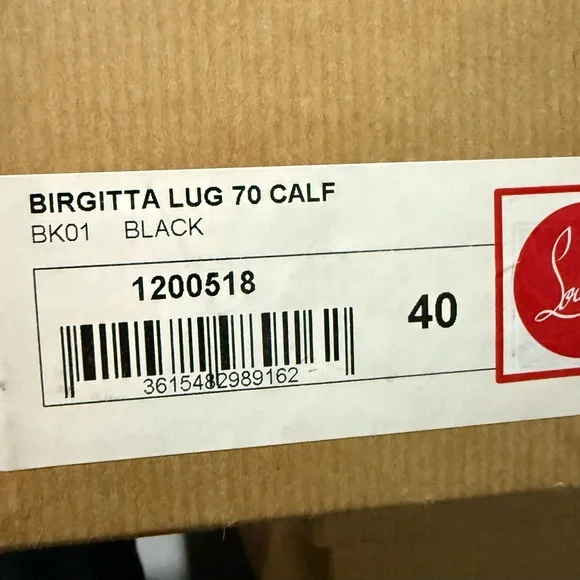 BIRGITTA LUG 70 CALF
BK01 BLACK
1200518
40
3615482989162